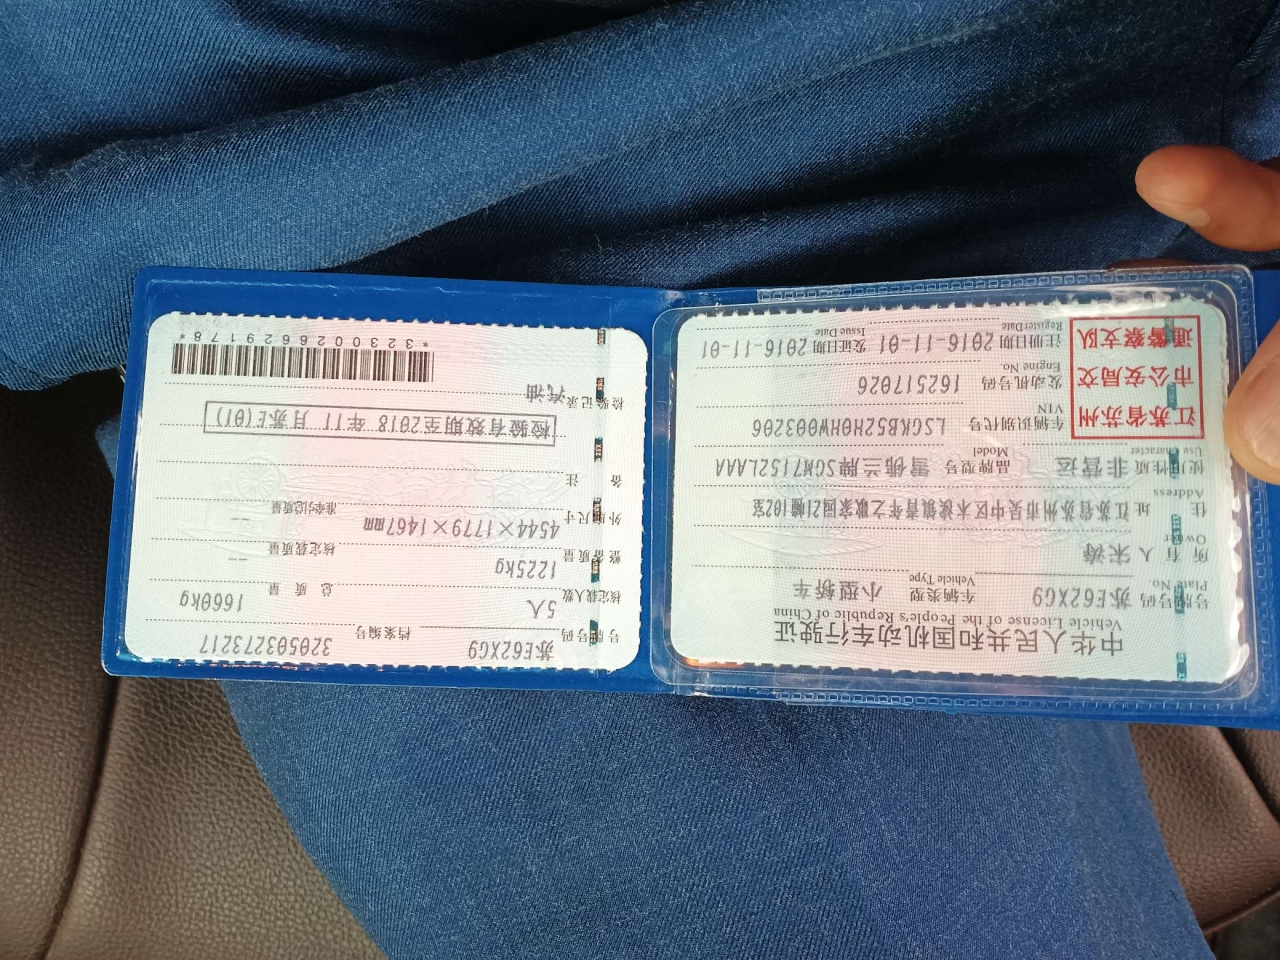 中华人民共和国机动车行驶证
Vehicle License of the People's Republic of China
号牌号码 苏E62XG9 车辆类型 小型轿车
Plate No. Vehicle Type
所有人 宋涛
Owner
住址 江苏省苏州市吴中区木渎镇青年之歌家园21幢102室
Address
使用性质 非营运 品牌型号 雪佛兰牌SGM7152LAAA
Use Character Model
江苏省苏州市公安局交通警察支队
车辆识别代号 LSGKB52H0HW003206
VIN
发动机号码 162517026
Engine No.
注册日期 2016-11-01 发证日期 2016-11-01
Register Date Issue Date
号牌号码 苏E62XG9 档案编号 320503273217
核定载人数 5人 总质量 1660kg
整备质量 1225kg 核定载质量 --
外廓尺寸 4544×1779×1467mm 准牵引总质量 --
备注
检验有效期至2018年11月苏E(01)
检验记录 汽油
*3230026629178*